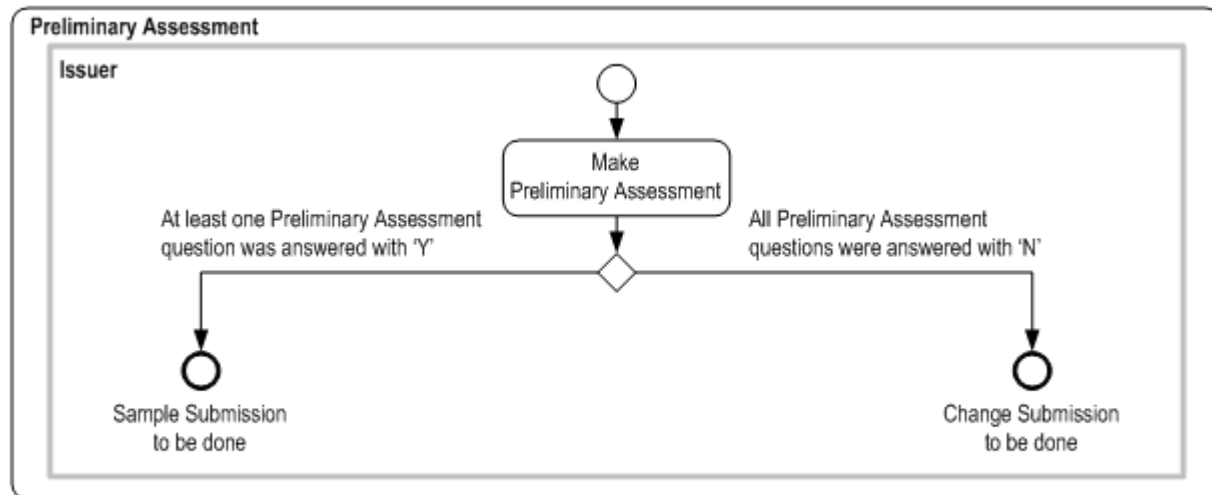 Preliminary Assessment
Issuer
Make
Preliminary Assessment
At least one Preliminary Assessment
question was answered with ‘Y’
All Preliminary Assessment
questions were answered with ‘N’
Sample Submission
to be done
Change Submission
to be done